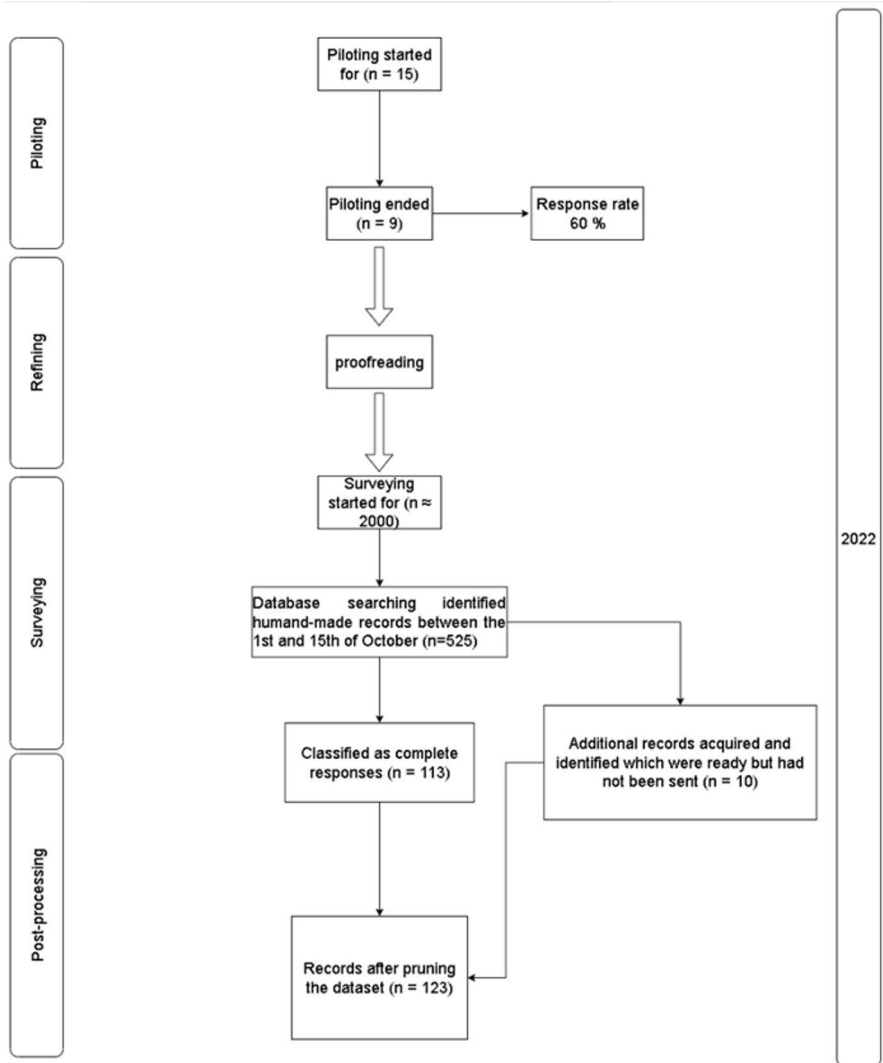 Piloting
Piloting started
for (n = 15)
Piloting ended
(n = 9)
Response rate
60 %
Refining
proofreading
Surveying
Surveying
started for (n ≈
2000)
Database searching identified
humand-made records between the
1st and 15th of October (n=525)
Classified as complete
responses (n = 113)
Additional records acquired and
identified which were ready but had
not been sent (n = 10)
Post-processing
Records after pruning
the dataset (n = 123)
2022